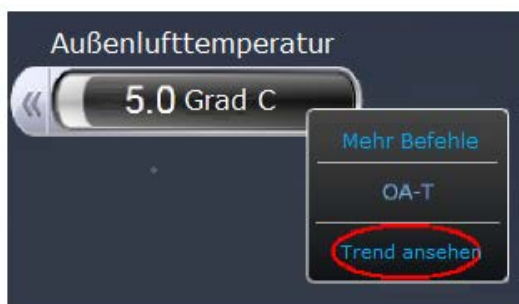 Außenlufttemperatur
5.0 Grad C
Mehr Befehle
OA-T
Trend ansehen